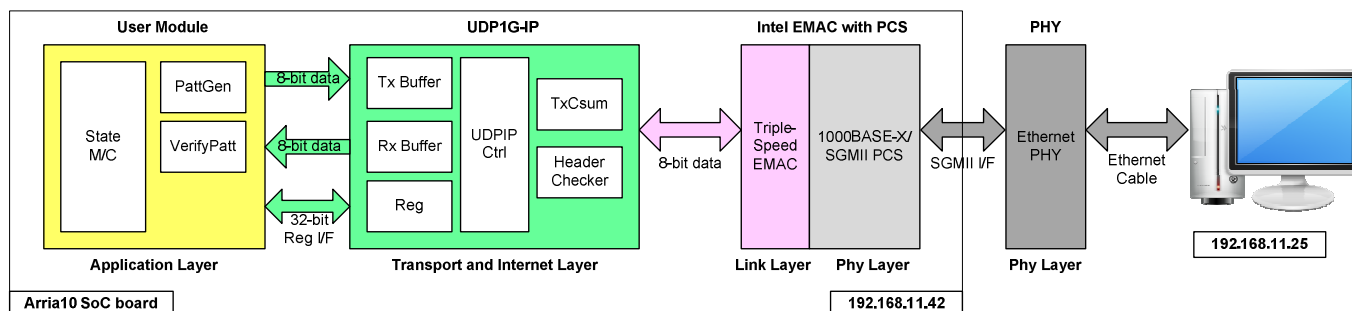 User Module
UDP1G-IP
Intel EMAC with PCS
PHY
State
M/C
PattGen
VerifyPatt
8-bit data
8-bit data
32-bit
Reg I/F
Tx Buffer
Rx Buffer
Reg
UDPIP
Ctrl
TxCsum
Header
Checker
8-bit data
Triple-
Speed
EMAC
1000BASE-X/
SGMII PCS
SGMII I/F
Ethernet
PHY
Ethernet
Cable
192.168.11.25
Application Layer
Transport and Internet Layer
Link Layer
Phy Layer
Phy Layer
Arria10 SoC board
192.168.11.42